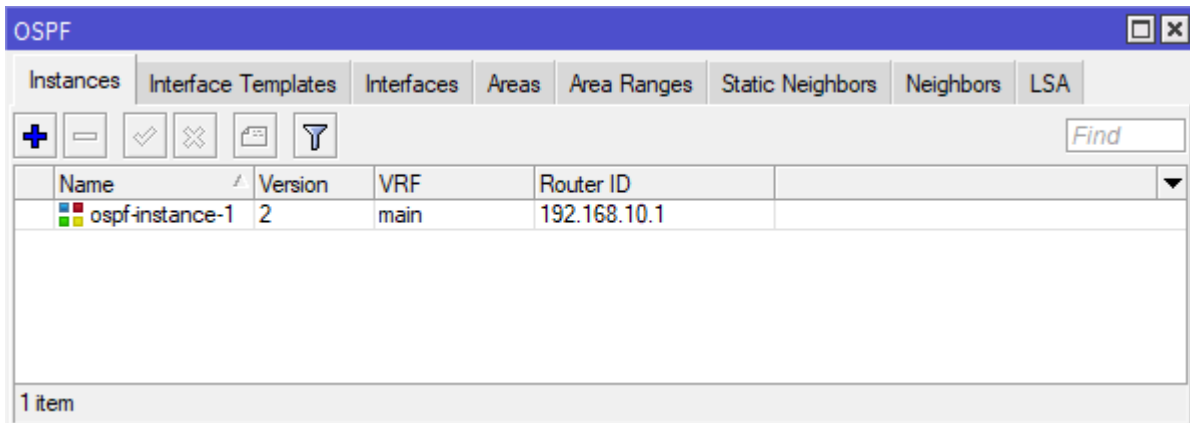 OSPF
Instances Interface Templates Interfaces Areas Area Ranges Static Neighbors Neighbors LSA
Find
Name Version VRF Router ID
ospf-instance-1 2 main 192.168.10.1
1 item